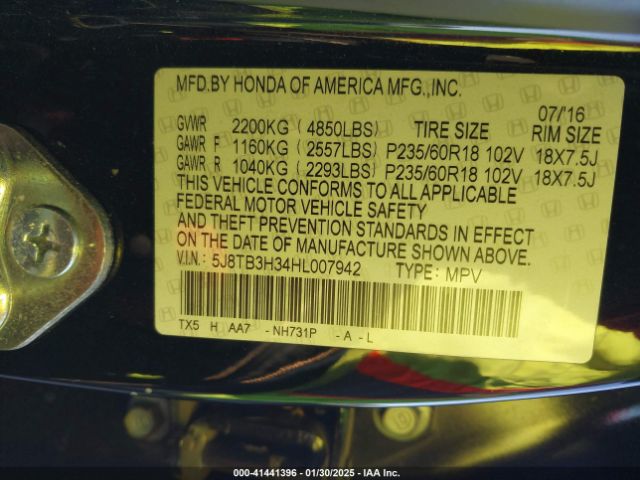 MFD.BY HONDA OF AMERICA MFG.,INC.
07/'16
GVWR 2200KG (4850LBS) TIRE SIZE RIM SIZE
GAWR F 1160KG (2557LBS) P235/60R18 102V 18X7.5J
GAWR R 1040KG (2293LBS) P235/60R18 102V 18X7.5J
THIS VEHICLE CONFORMS TO ALL APPLICABLE
FEDERAL MOTOR VEHICLE SAFETY
AND THEFT PREVENTION STANDARDS IN EFFECT
ON THE DATE OF MANUFACTURE SHOWN ABOVE.
V.I.N.: 5J8TB3H34HL007942 TYPE: MPV
TX5 H AA7 - NH731P - A - L
000-41441396 - 01/30/2025 - IAA Inc.